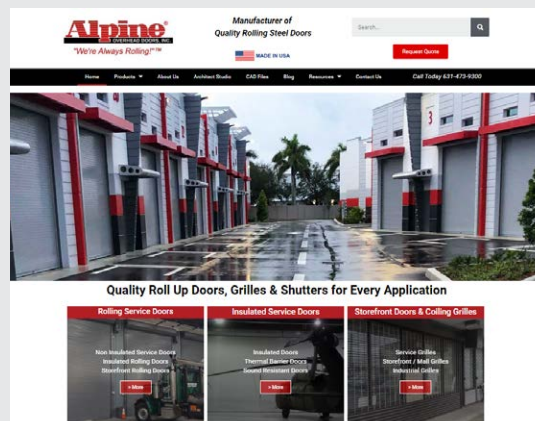 Alpine®
OVERHEAD DOORS, INC.
"We're Always Rolling!"™
Manufacturer of
Quality Rolling Steel Doors
MADE IN USA
Search...
Request Quote
Home Products About Us Architect Studio CAD Files Blog Resources Contact Us Call Today 631-473-9300
3
Quality Roll Up Doors, Grilles & Shutters for Every Application
Rolling Service Doors
Non Insulated Service Doors
Insulated Rolling Doors
Storefront Rolling Doors
» More
Insulated Service Doors
Insulated Doors
Thermal Barrier Doors
Sound Resistant Doors
» More
Storefront Doors & Coiling Grilles
Service Grilles
Storefront / Mall Grilles
Industrial Grilles
» More